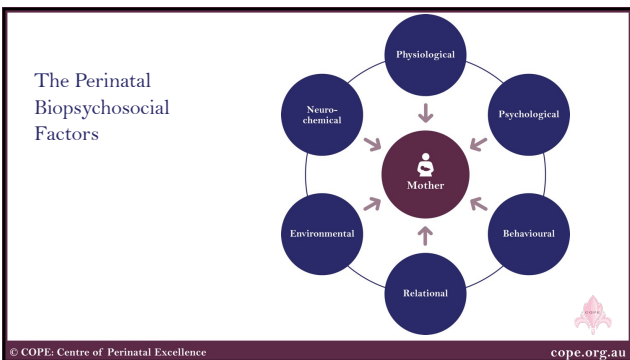 The Perinatal
Biopsychosocial
Factors
Physiological
Neuro-
chemical
Psychological
Mother
Environmental
Behavioural
Relational
© COPE: Centre of Perinatal Excellence
cope.org.au